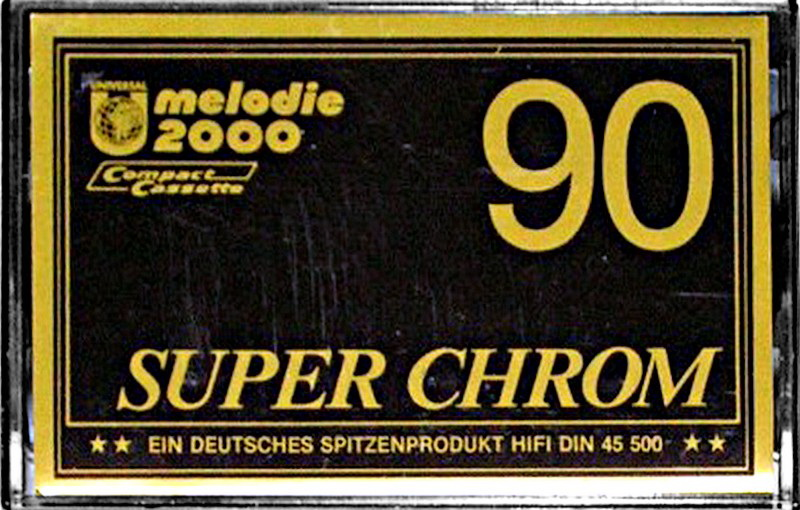 UNIVERSAL
melodie
2000
Compact
Cassette
90
SUPER CHROM
★★ EIN DEUTSCHES SPITZENPRODUKT HIFI DIN 45 500 ★★